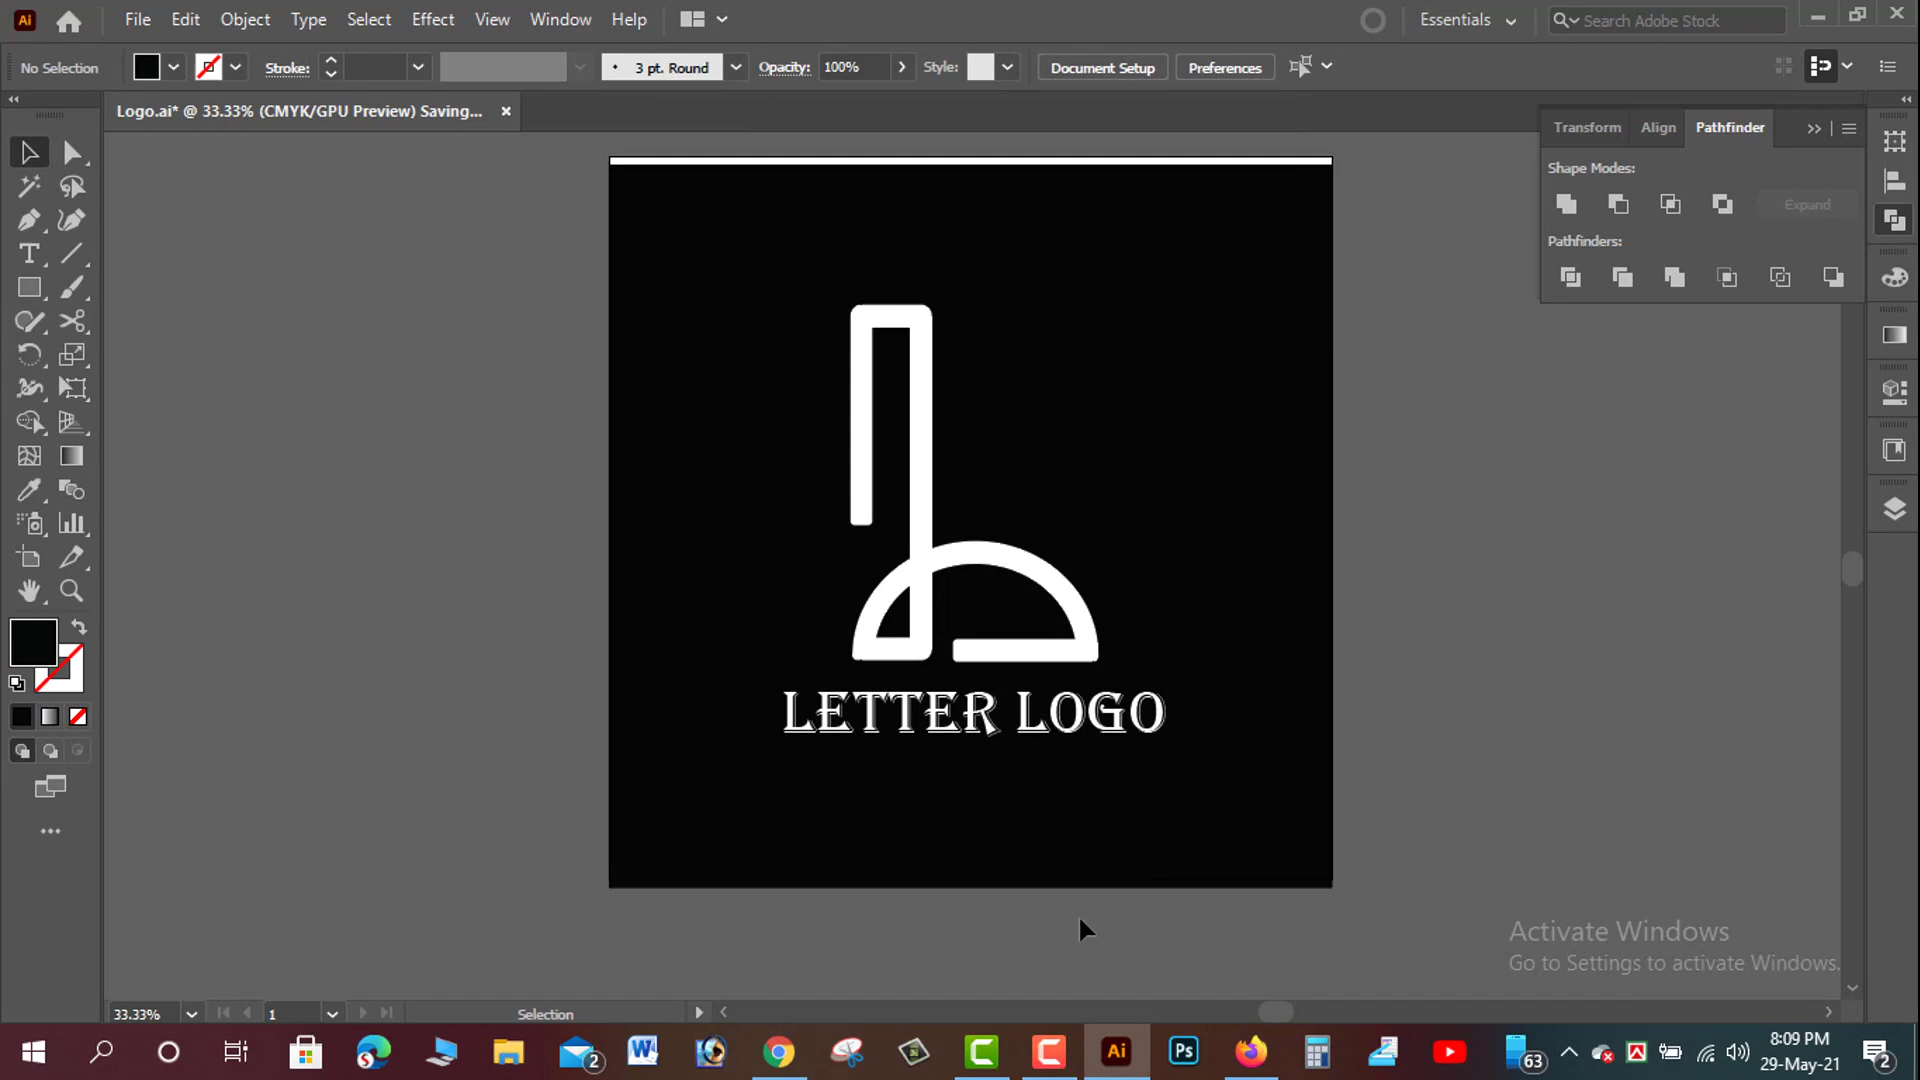 Ai File Edit Object Type Select Effect View Window Help Essentials Search Adobe Stock
No Selection Stroke: 3 pt. Round Opacity: 100% Style: Document Setup Preferences
Logo.ai* @ 33.33% (CMYK/GPU Preview) Saving...
Transform Align Pathfinder
Shape Modes:
Expand
Pathfinders:
LETTER LOGO
Activate Windows
Go to Settings to activate Windows.
33.33% 1 Selection
2 Ai Ps 63 8:09 PM
29-May-21 2